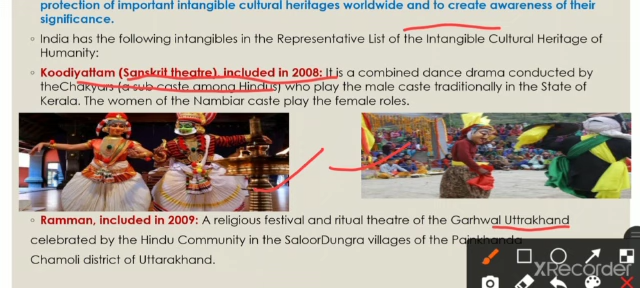 protection of important intangible cultural heritages worldwide and to create awareness of their
significance.
India has the following intangibles in the Representative List of the Intangible Cultural Heritage of
Humanity:
Koodiyattam (Sanskrit theatre), included in 2008: It is a combined dance drama conducted by
theChakyars (a sub caste among Hindus) who play the male caste traditionally in the State of
Kerala. The women of the Nambiar caste play the female roles.
Ramman, included in 2009: A religious festival and ritual theatre of the Garhwal Uttrakhand
celebrated by the Hindu Community in the SaloorDungra villages of the Painkhanda
Chamoli district of Uttarakhand.
XRecorder